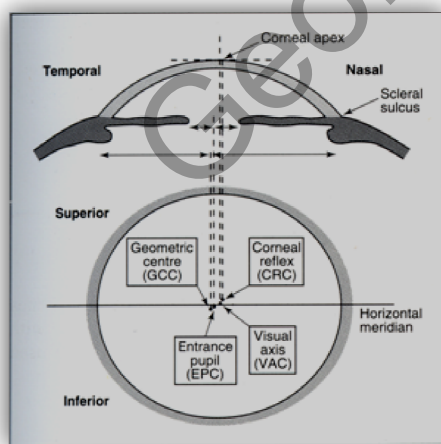 Corneal apex
Temporal
Nasal
Scleral
sulcus
Superior
Geometric
centre
(GCC)
Corneal
reflex
(CRC)
Horizontal
meridian
Entrance
pupil
(EPC)
Visual
axis
(VAC)
Inferior